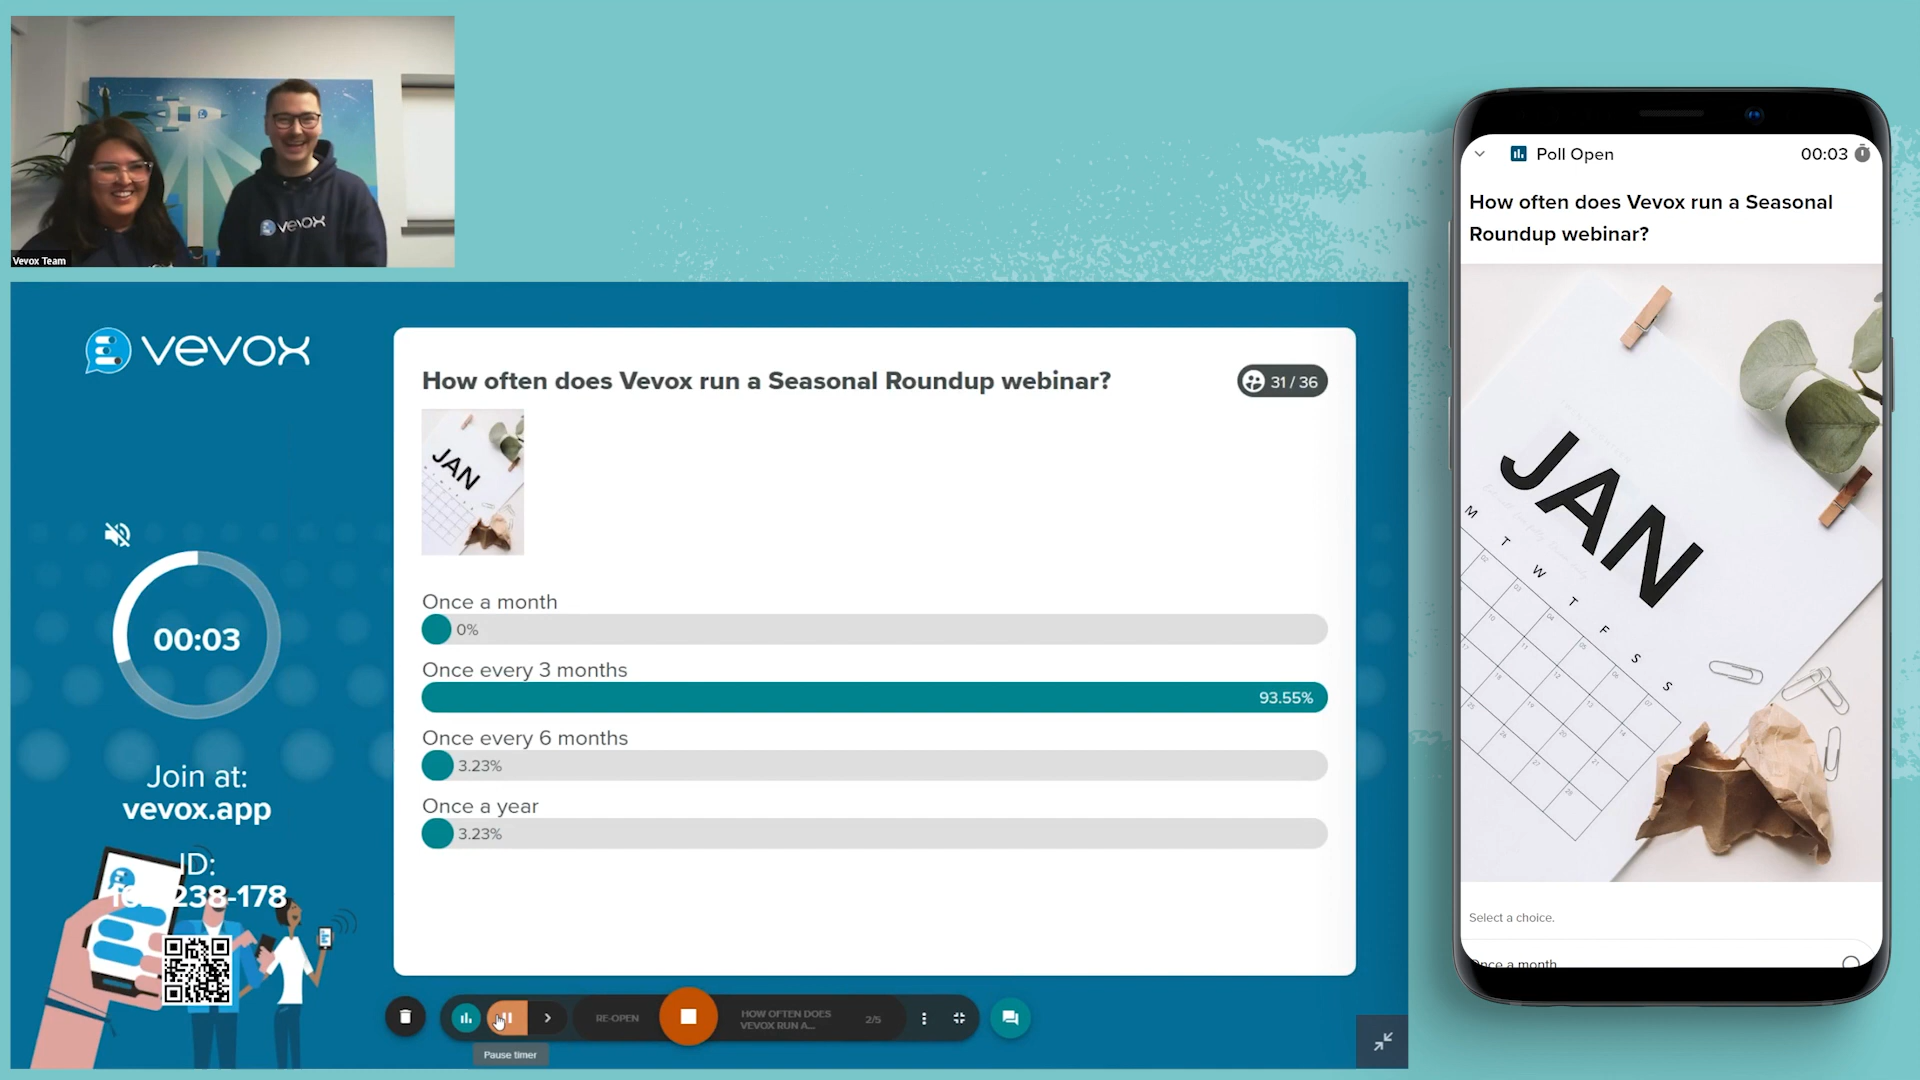 vevox
Vevox Team
vevox
How often does Vevox run a Seasonal Roundup webinar?
31 / 36
JAN
Once a month
0%
Once every 3 months
93.55%
Once every 6 months
3.23%
Once a year
3.23%
00:03
Join at:
vevox.app
ID:
238-178
RE-OPEN
HOW OFTEN DOES
VEVOX RUN A...
2/5
Pause timer
Poll Open
00:03
How often does Vevox run a Seasonal
Roundup webinar?
JAN
M T W T F S S
Select a choice.
Once a month